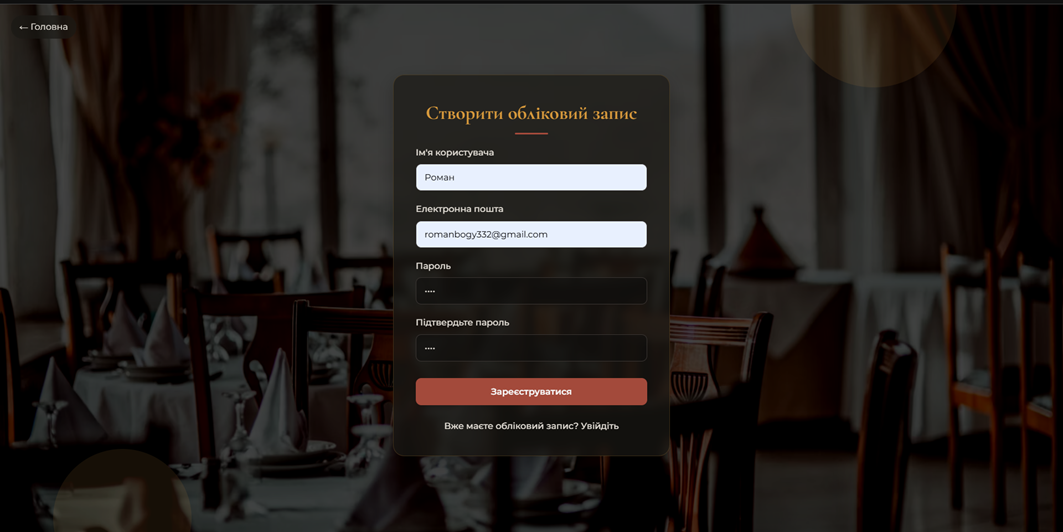 ← Головна
Створити обліковий запис
Ім'я користувача
Роман
Електронна пошта
romanbogy332@gmail.com
Пароль
••••
Підтвердьте пароль
••••
Зареєструватися
Вже маєте обліковий запис? Увійдіть